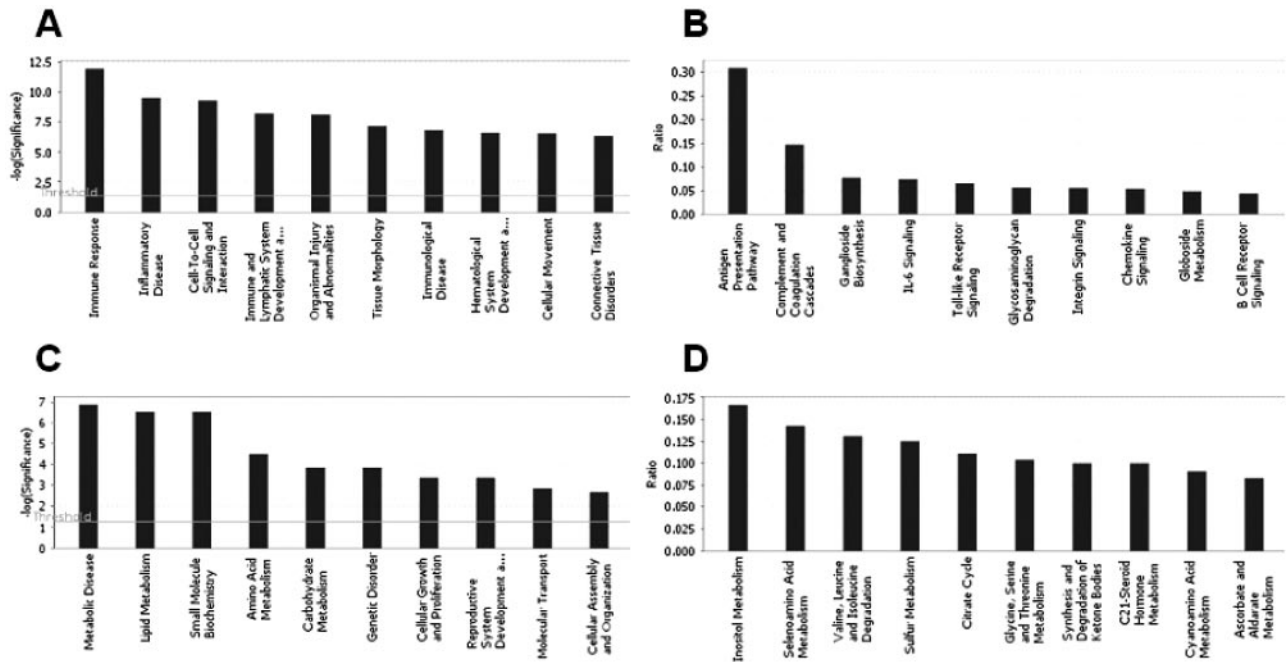 A
-log(Significance)
12.5
10.0
7.5
5.0
2.5
0.0
Threshold
Immune Response
Inflammatory
Disease
Cell-To-Cell
Signaling and
Interaction
Immune and
Lymphatic System
Development a...
Organismal Injury
and Abnormalities
Tissue Morphology
Immunological
Disease
Hematological
System
Development a...
Cellular Movement
Connective Tissue
Disorders
B
Ratio
0.30
0.25
0.20
0.15
0.10
0.05
0.00
Antigen
Presentation
Pathway
Complement and
Coagulation
Cascades
Ganglioside
Biosynthesis
IL-6 Signaling
Toll-like Receptor
Signaling
Glycosaminoglycan
Degradation
Integrin Signaling
Chemokine
Signaling
Globoside
Metabolism
B Cell Receptor
Signaling
C
-log(Significance)
7
6
5
4
3
2
1
0
Threshold
Metabolic Disease
Lipid Metabolism
Small Molecule
Biochemistry
Amino Acid
Metabolism
Carbohydrate
Metabolism
Genetic Disorder
Cellular Growth
and Proliferation
Reproductive
System
Development a...
Molecular Transport
Cellular Assembly
and Organization
D
Ratio
0.175
0.150
0.125
0.100
0.075
0.050
0.025
0.000
Inositol Metabolism
Selenoamino Acid
Metabolism
Valine, Leucine
and Isoleucine
Degradation
Sulfur Metabolism
Citrate Cycle
Glycine, Serine
and Threonine
Metabolism
Synthesis and
Degradation of
Ketone Bodies
C21-Steroid
Hormone
Metabolism
Cyanoamino Acid
Metabolism
Ascorbate and
Aldarate
Metabolism